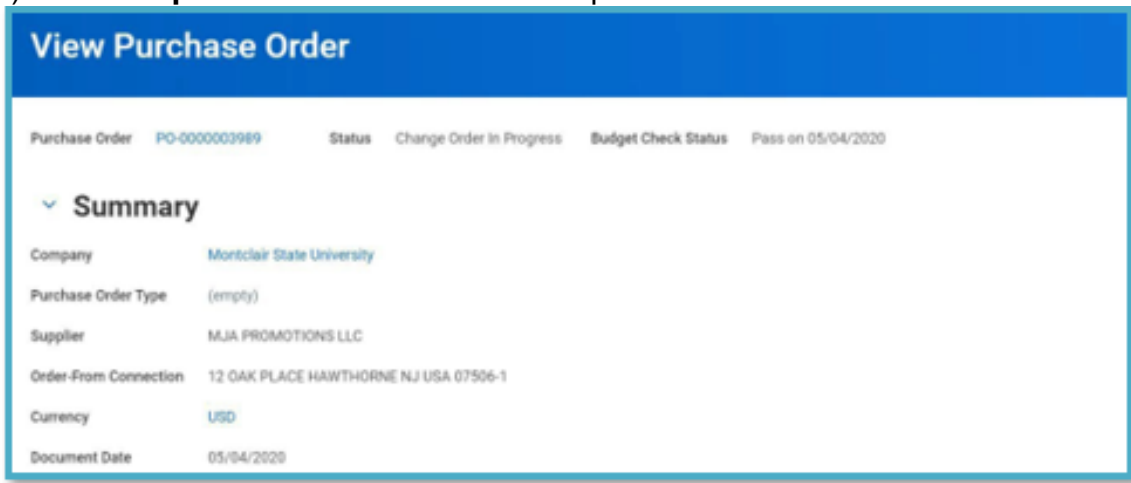 View Purchase Order
Purchase Order PO-0000003989 Status Change Order In Progress Budget Check Status Pass on 05/04/2020
Summary
Company Montclair State University
Purchase Order Type (empty)
Supplier MJA PROMOTIONS LLC
Order-From Connection 12 OAK PLACE HAWTHORNE NJ USA 07506-1
Currency USD
Document Date 05/04/2020